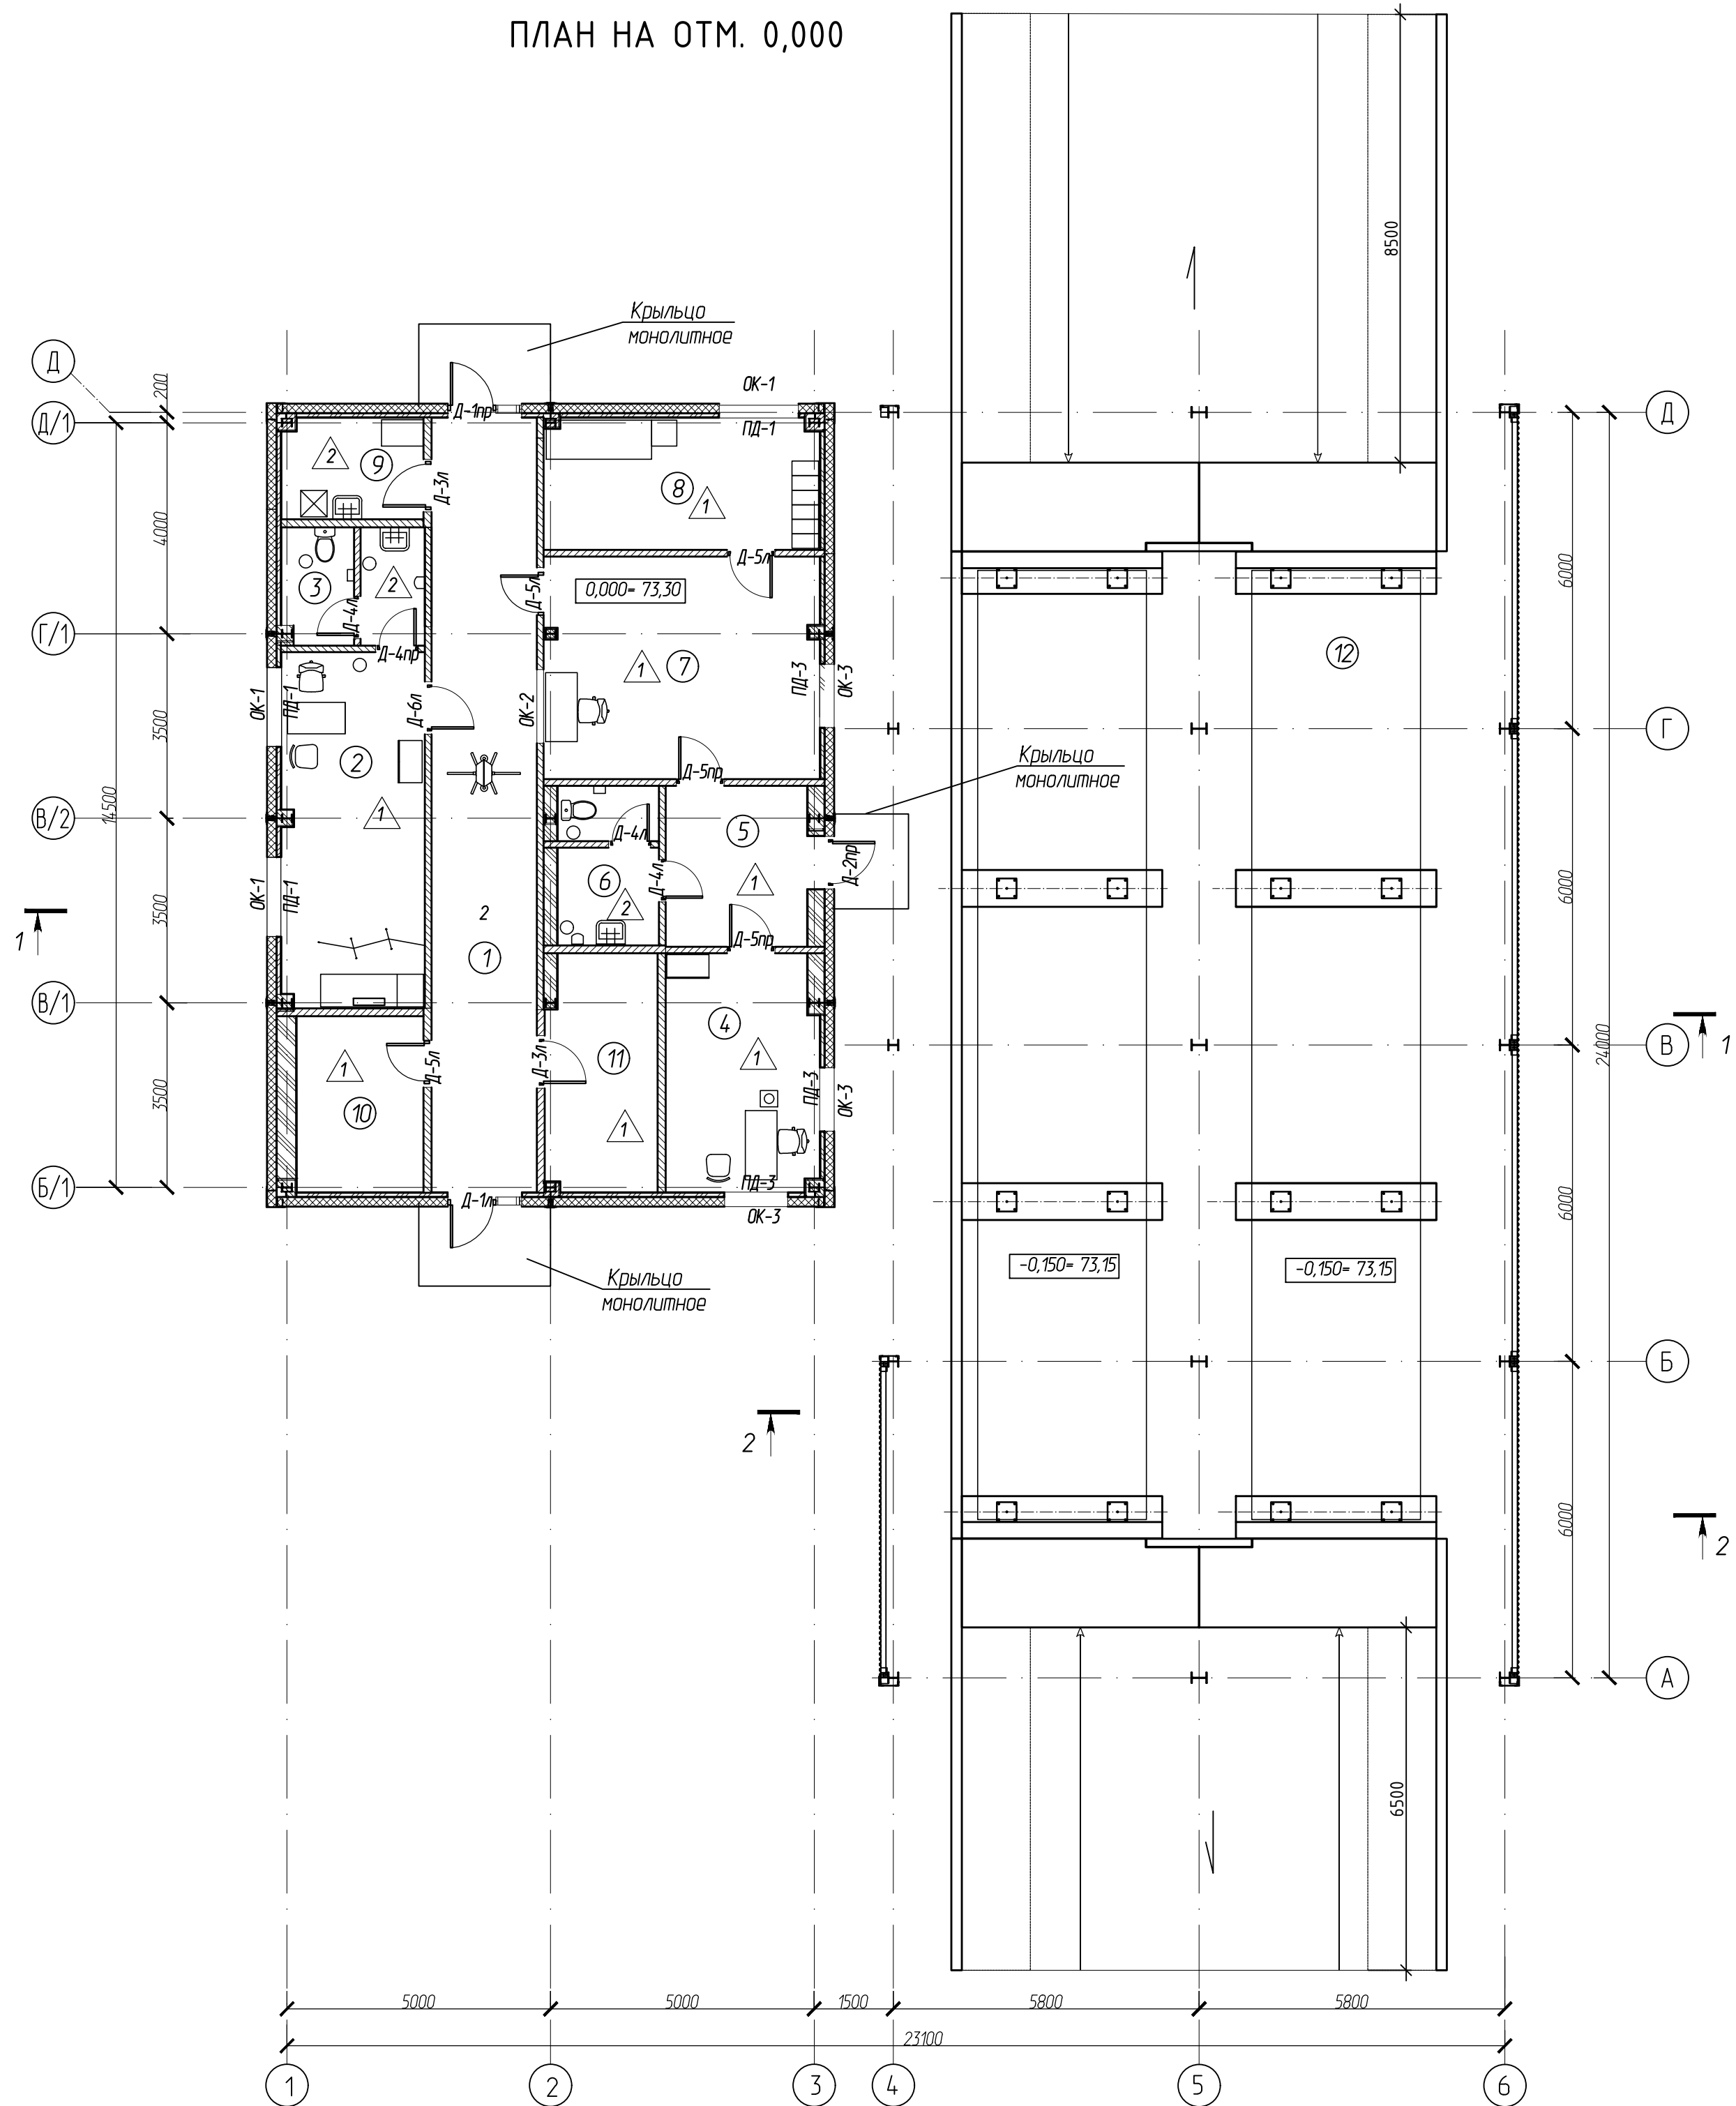 ПЛАН НА ОТМ. 0,000
8500
Крыльцо
монолитное
Д
200
ОК-1
Д-1пр
Д/1
Д
ПД-1
2
9
Д-3л
8
1
4000
6000
3
2
Д-4л
Д-5л
Д-5л
0,000= 73,30
Г/1
Д-4пр
1
7
12
ОК-1
ПД-1
Д-6л
ОК-2
ПД-3
ОК-3
3500
Г
2
Д-5пр
Крыльцо
монолитное
14500
1
В/2
Д-4л
5
Д-2пр
6
Д-4л
1
ОК-1
ПД-1
2
2
3500
6000
1
Д-5пр
1
В/1
4
1
В
24000
1
Д-5л
Д-3л
11
1
ПД-3
ОК-3
3500
10
1
ПД-3
Б/1
Д-1л
ОК-3
6000
Крыльцо
монолитное
-0,150= 73,15
-0,150= 73,15
Б
2
6000
2
А
6500
5000
5000
1500
5800
5800
23100
1
2
3
4
5
6